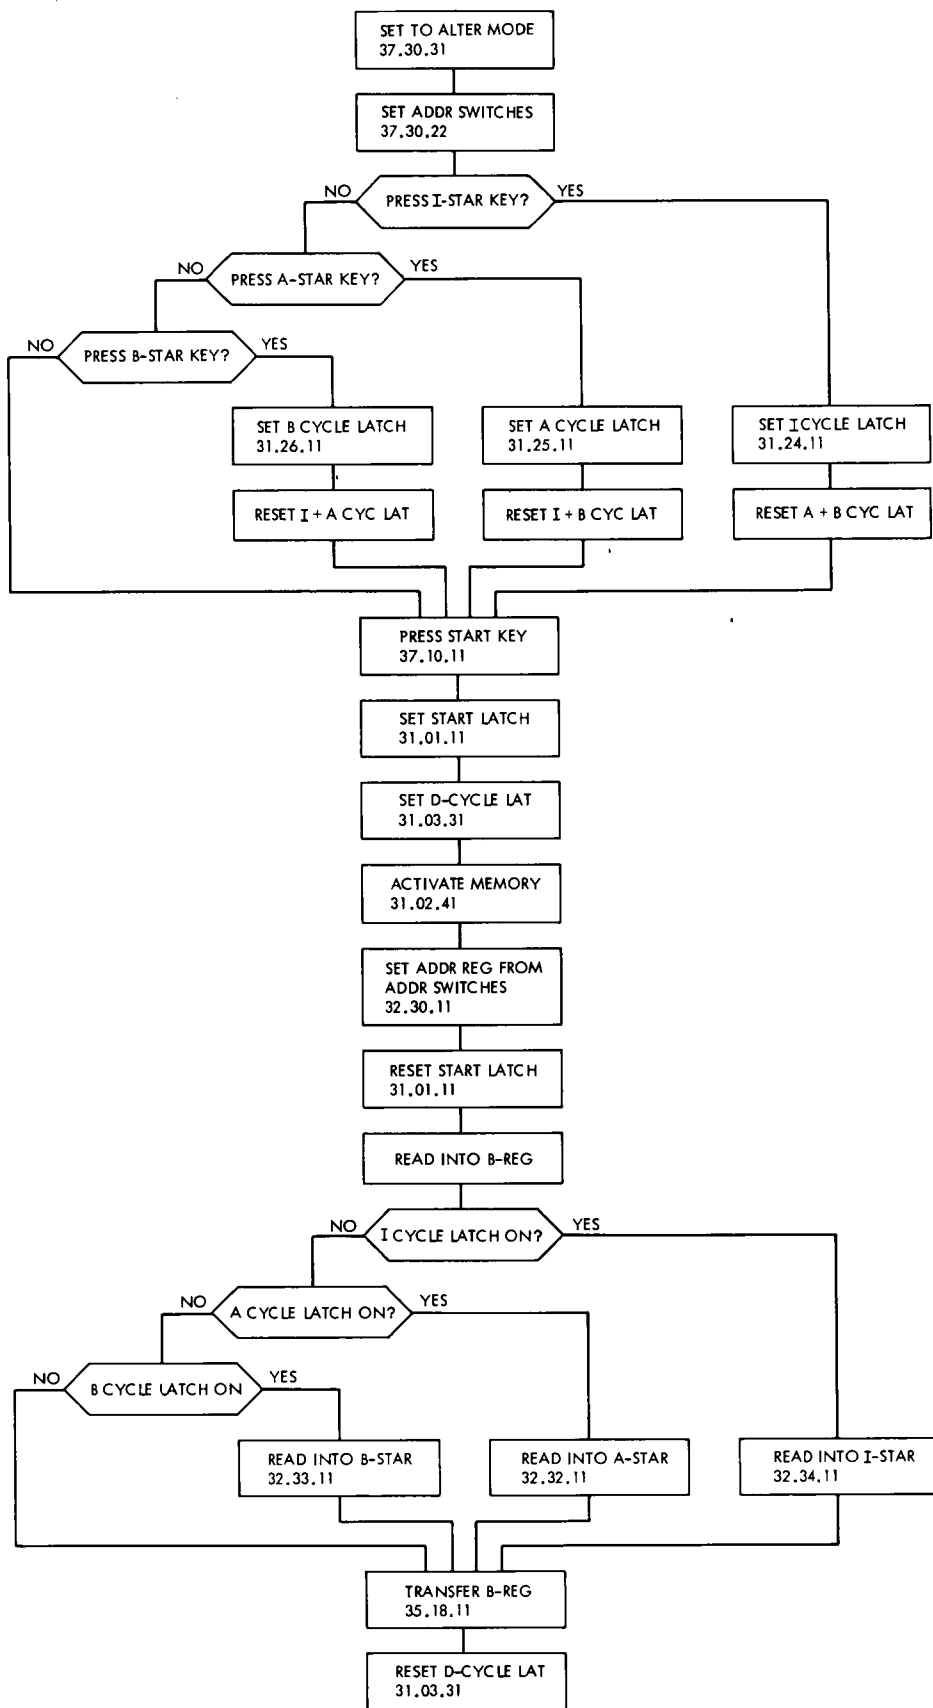 SET TO ALTER MODE
37.30.31
SET ADDR SWITCHES
37.30.22
NO
PRESS I-STAR KEY?
YES
NO
PRESS A-STAR KEY?
YES
NO
PRESS B-STAR KEY?
YES
SET B CYCLE LATCH
31.26.11
SET A CYCLE LATCH
31.25.11
SET I CYCLE LATCH
31.24.11
RESET I + A CYC LAT
RESET I + B CYC LAT
RESET A + B CYC LAT
PRESS START KEY
37.10.11
SET START LATCH
31.01.11
SET D-CYCLE LAT
31.03.31
ACTIVATE MEMORY
31.02.41
SET ADDR REG FROM
ADDR SWITCHES
32.30.11
RESET START LATCH
31.01.11
READ INTO B-REG
NO
I CYCLE LATCH ON?
YES
NO
A CYCLE LATCH ON?
YES
NO
B CYCLE LATCH ON
YES
READ INTO B-STAR
32.33.11
READ INTO A-STAR
32.32.11
READ INTO I-STAR
32.34.11
TRANSFER B-REG
35.18.11
RESET D-CYCLE LAT
31.03.31